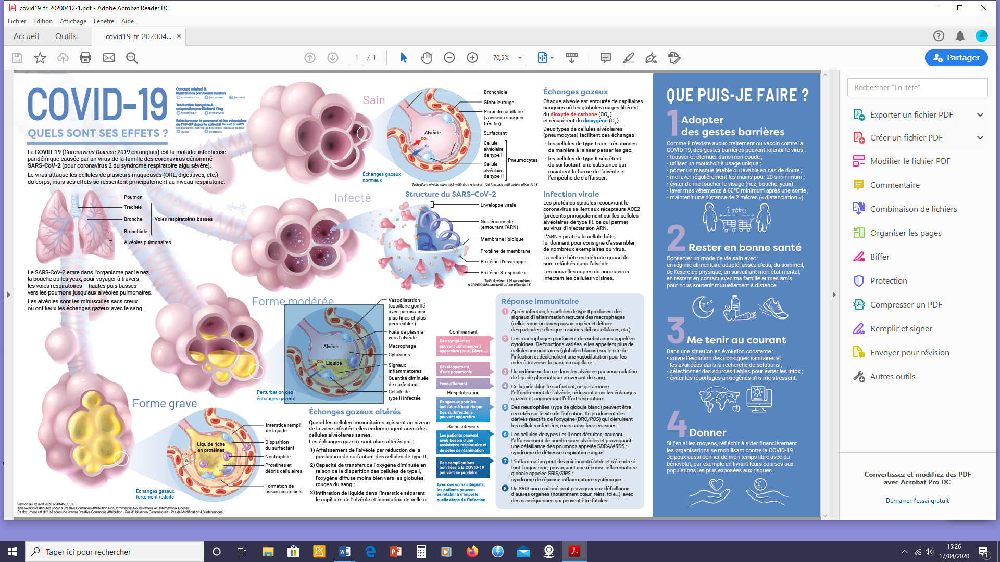 covid19_fr_20200412-1.pdf - Adobe Acrobat Reader DC
Fichier Edition Affichage Fenêtre Aide
Accueil Outils covid19_fr_202004... ×
1 / 1 70,5% Partager
COVID-19
QUELS SONT SES EFFETS ?
Concept original &
illustrations par Avesta Rastan
Traduction française &
adaptation par Richard Ying
richardying.fr @richardying
Relecture par le personnel et les volontaires
de l'AP-HP & par le collectif KezaCovid19
@aphp @kezacovid
La COVID-19 (Coronavirus Disease 2019 en anglais) est la maladie infectieuse
pandémique causée par un virus de la famille des coronavirus dénommé
SARS-CoV-2 (pour coronavirus 2 du syndrome respiratoire aigu sévère).
Le virus attaque les cellules de plusieurs muqueuses (ORL, digestives, etc.)
du corps, mais ses effets se ressentent principalement au niveau respiratoire.
Poumon
Trachée
Bronche
Voies respiratoires basses
Bronchiole
Alvéoles pulmonaires
Le SARS-CoV-2 entre dans l'organisme par le nez,
la bouche ou les yeux, pour voyager à travers
les voies respiratoires – hautes puis basses –
vers les poumons jusqu'aux alvéoles pulmonaires.
Les alvéoles sont les minuscules sacs creux
où ont lieux les échanges gazeux avec le sang.
Sain
Bronchiole
Globule rouge
Paroi du capillaire
(vaisseau sanguin
très fin)
Surfactant
Cellule
alvéolaire
de type I
Pneumocytes
Cellule
alvéolaire
de type II
Alvéole
CO₂
O₂
Échanges gazeux
normaux
Taille d'une alvéole saine : 0,2 millimètre ≈ environ 120 fois plus petit qu'une pièce de 1€
Échanges gazeux
Chaque alvéole est entourée de capillaires
sanguins où les globules rouges libèrent
du dioxyde de carbone (CO₂)
et récupèrent du dioxygène (O₂).
Deux types de cellules alvéolaires
(pneumocytes) facilitent ces échanges :
· les cellules de type I sont très minces
de manière à laisser passer les gaz,
· les cellules de type II sécrètent
du surfactant, une substance qui
maintient la forme de l'alvéole et
l'empêche de s'affaisser.
Infecté
Structure du SARS-CoV-2
Enveloppe virale
Nucléocapside
(entourant l'ARN)
Membrane lipidique
Protéine de membrane
Protéine d'enveloppe
Protéine S « spicule »
Taille du virus : 125 nanomètres
≈ 200 000 fois plus petit qu'une pièce de 1€
Infection virale
Les protéines spicules recouvrant le
coronavirus se lient aux récepteurs ACE2
(présents principalement sur les cellules
alvéolaires de type II), ce qui permet
au virus d'injecter son ARN.
L'ARN « pirate » la cellule-hôte,
lui donnant pour consigne d'assembler
de nombreux exemplaires du virus.
La cellule-hôte est détruite quand ils
sont relâchés dans l'alvéole.
Les nouvelles copies du coronavirus
infectent les cellules voisines.
Forme modérée
Vasodilatation
(capillaire gonflé
avec parois ainsi
plus fines et plus
perméables)
Fuite de plasma
vers l'alvéole
Macrophage
Cytokines
Signaux
inflammatoires
Quantité diminuée
de surfactant
Cellule de
type II infectée
Alvéole
Liquide
CO₂
O₂
Perturbation des
échanges gazeux
Forme grave
Interstice rempli
de liquide
Disparition
du surfactant
Neutrophile
Protéines et
débris cellulaires
Formation de
tissus cicatriciels
Liquide riche
en protéines
CO₂
O₂
Échanges gazeux
fortement réduits
Échanges gazeux altérés
Quand les cellules immunitaires agissent au niveau
de la zone infectée, elles endommagent aussi des
cellules alvéolaires saines.
Les échanges gazeux sont alors altérés par :
1) Affaissement de l'alvéole par réduction de la
production de surfactant des cellules de type II ;
2) Capacité de transfert de l'oxygène diminuée en
raison de la disparition des cellules de type I,
l'oxygène diffuse moins bien vers les globules
rouges du sang ;
3) Infiltration de liquide dans l'interstice séparant
le capillaire de l'alvéole et inondation de celle-ci.
Confinement
Des symptômes
peuvent commencer à
apparaître (toux, fièvre...)
Développement
d'une pneumonie
Essoufflement
Hospitalisation
Dangereux pour les
individus à haut risque
Des surinfections
peuvent apparaître
Soins intensifs
Les patients peuvent
avoir besoin d'une
assistance respiratoire et
de soins de réanimation
Des complications
non liées à la COVID-19
peuvent se produire
Avec des soins adéquats,
les patients peuvent
se rétablir à n'importe
quelle étape de l'infection.
Réponse immunitaire
1 Après infection, les cellules de type II produisent des
signaux d'inflammation recrutant des macrophages
(cellules immunitaires pouvant ingérer et détruire
des particules, telles que microbes, débris cellulaires, etc.).
2 Les macrophages produisent des substances appelées
cytokines. De fonctions variées, elles appellent plus de
cellules immunitaires (globules blancs) sur le site de
l'infection et déclenchent une vasodilatation pour les
aider à traverser la paroi du capillaire.
3 Un œdème se forme dans les alvéoles par accumulation
de liquide plasmatique provenant du sang.
4 Ce liquide dilue le surfactant, ce qui amorce
l'effondrement de l'alvéole, réduisant ainsi les échanges
gazeux et augmentant l'effort respiratoire.
5 Des neutrophiles (type de globule blanc) peuvent être
recrutés sur le site de l'infection. Ils produisent des
dérivés réactifs de l'oxygène (DRO/ROS) qui détruisent
les cellules infectées, mais aussi leurs voisines.
6 Les cellules de types I et II sont détruites, causant
l'affaissement de nombreuses alvéoles et provoquant
une défaillance des poumons appelée SDRA/ARDS :
syndrome de détresse respiratoire aiguë.
7 L'inflammation peut devenir incontrôlable et s'étendre à
tout l'organisme, provoquant une réponse inflammatoire
globale appelée SRIS/SIRS :
syndrome de réponse inflammatoire systémique.
8 Un SRIS non maîtrisé peut provoquer une défaillance
d'autres organes (notamment cœur, reins, foie...), avec
des conséquences qui peuvent être fatales.
Version au 12 avril 2020 à 20h45 CEST.
This work is distributed under a Creative Commons Attribution-NonCommercial-NoDerivatives 4.0 International License.
Ce document est diffusé sous une license Creative Commons Attribution - Pas d'Utilisation Commerciale - Pas de Modification 4.0 International.
QUE PUIS-JE FAIRE ?
1 Adopter
des gestes barrières
Comme il n'existe aucun traitement ou vaccin contre la
COVID-19, des gestes barrières peuvent ralentir le virus :
• tousser et éternuer dans mon coude ;
• utiliser un mouchoir à usage unique ;
• porter un masque jetable ou lavable en cas de doute ;
• me laver régulièrement les mains pour 20 s minimum ;
• éviter de me toucher le visage (nez, bouche, yeux) ;
• laver mes vêtements à 60°C minimum après une sortie ;
• maintenir une distance de 2 mètres (« distanciation »).
2 mètres
2 Rester en bonne santé
Conserver un mode de vie sain avec :
un régime alimentaire adapté, assez d'eau, du sommeil,
de l'exercice physique, en surveillant mon état mental,
en restant en contact avec ma famille et mes amis
pour nous soutenir mutuellement à distance.
3 Me tenir au courant
Dans une situation en évolution constante :
• suivre l'évolution des consignes sanitaires et
les avancées dans la recherche de solutions ;
• sélectionner des sources fiables pour éviter les intox ;
• éviter les reportages anxiogènes s'ils me stressent.
4 Donner
Si j'en ai les moyens, réfléchir à aider financièrement
les organisations se mobilisant contre la COVID-19.
Je peux aussi donner de mon temps libre avec du
bénévolat, par exemple en livrant leurs courses aux
populations les plus exposées aux risques.
Rechercher "En-tête"
Exporter un fichier PDF
Créer un fichier PDF
Modifier le fichier PDF
Commentaire
Combinaison de fichiers
Organiser les pages
Biffer
Protection
Compresser un PDF
Remplir et signer
Envoyer pour révision
Autres outils
Convertissez et modifiez des PDF
avec Acrobat Pro DC
Démarrer l'essai gratuit
Taper ici pour rechercher
15:26
17/04/2020
1